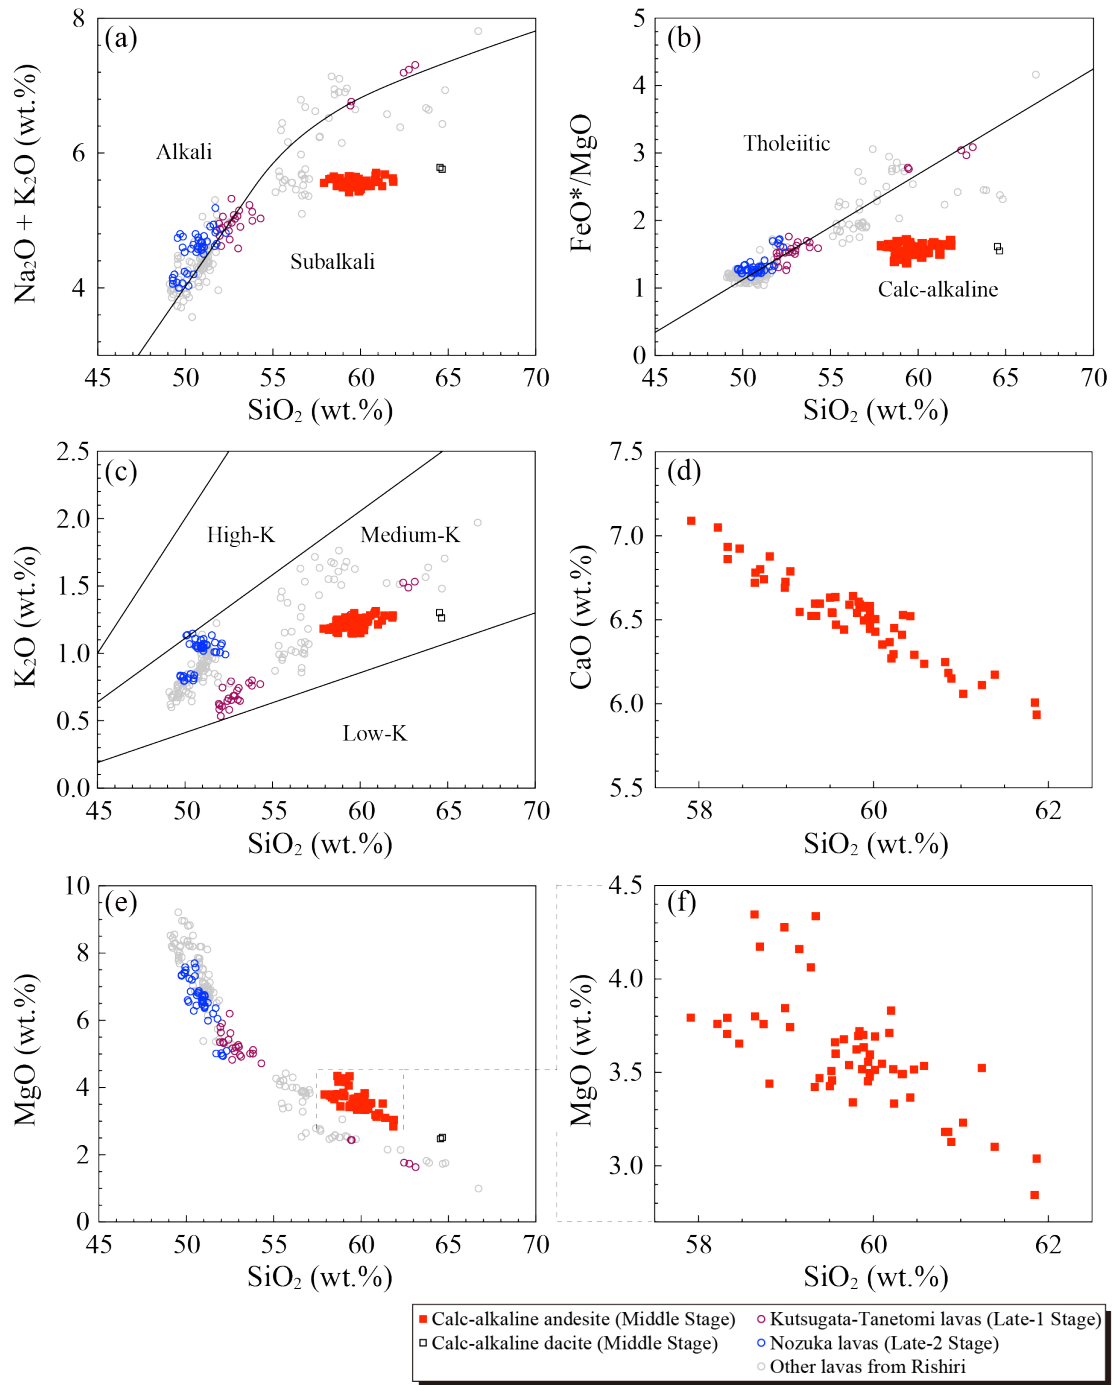 (a)
8
6
4
Na₂O + K₂O (wt.%)
Alkali
Subalkali
45 50 55 60 65 70
SiO₂ (wt.%)
(b)
5
4
3
2
1
0
FeO*/MgO
Tholeiitic
Calc-alkaline
45 50 55 60 65 70
SiO₂ (wt.%)
(c)
2.5
2.0
1.5
1.0
0.5
0.0
K₂O (wt.%)
High-K
Medium-K
Low-K
45 50 55 60 65 70
SiO₂ (wt.%)
(d)
7.5
7.0
6.5
6.0
5.5
CaO (wt.%)
58 60 62
SiO₂ (wt.%)
(e)
10
8
6
4
2
0
MgO (wt.%)
45 50 55 60 65 70
SiO₂ (wt.%)
(f)
4.5
4.0
3.5
3.0
MgO (wt.%)
58 60 62
SiO₂ (wt.%)
Calc-alkaline andesite (Middle Stage)
Calc-alkaline dacite (Middle Stage)
Kutsugata-Tanetomi lavas (Late-1 Stage)
Nozuka lavas (Late-2 Stage)
Other lavas from Rishiri